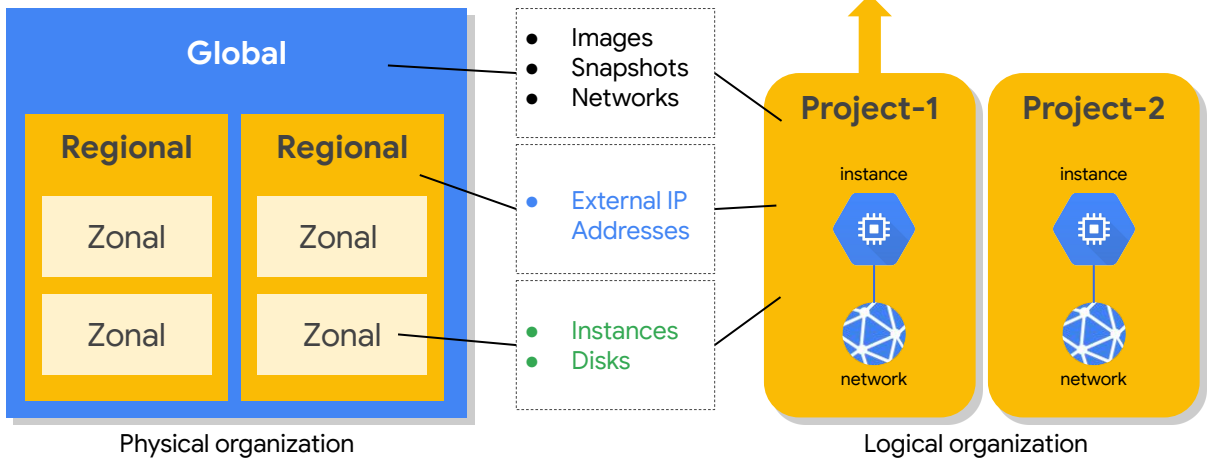 Global
Regional
Regional
Zonal
Zonal
Zonal
Zonal
Physical organization
● Images
● Snapshots
● Networks
● External IP
Addresses
● Instances
● Disks
Project-1
instance
network
Project-2
instance
network
Logical organization